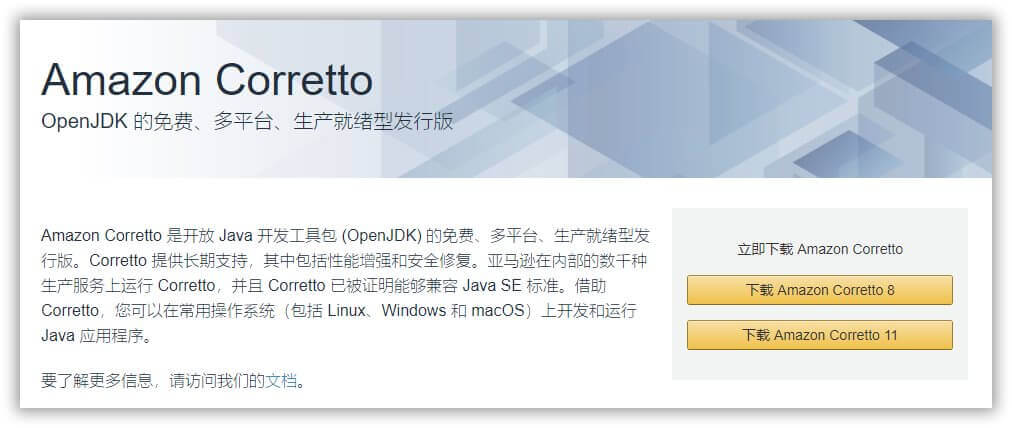 Amazon Corretto
OpenJDK 的免费、多平台、生产就绪型发行版
Amazon Corretto 是开放 Java 开发工具包 (OpenJDK) 的免费、多平台、生产就绪型发
行版。Corretto 提供长期支持，其中包括性能增强和安全修复。亚马逊在内部的数千种
生产服务上运行 Corretto，并且 Corretto 已被证明能够兼容 Java SE 标准。借助
Corretto，您可以在常用操作系统（包括 Linux、Windows 和 macOS）上开发和运行
Java 应用程序。
要了解更多信息，请访问我们的文档。
立即下载 Amazon Corretto
下载 Amazon Corretto 8
下载 Amazon Corretto 11